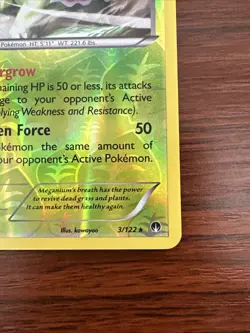 Pokémon. HT: 5'11" WT. 221.6 lbs.
rgrow
aining HP is 50 or less, its attacks
ge to your opponent's Active
lying Weakness and Resistance).
en Force 50
okémon the same amount of
our opponent's Active Pokémon.
Meganium's breath has the power
to revive dead grass and plants.
It can make them healthy again.
Illus. kawayoo 3/122 ★